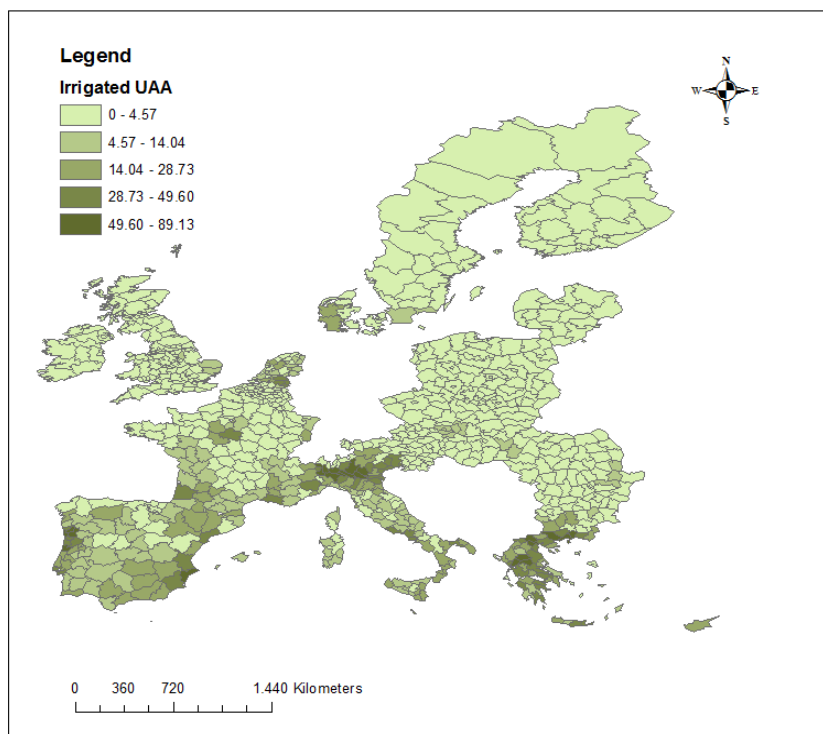 Legend
Irrigated UAA
0 - 4.57
4.57 - 14.04
14.04 - 28.73
28.73 - 49.60
49.60 - 89.13
N
W E
S
0 360 720 1.440 Kilometers